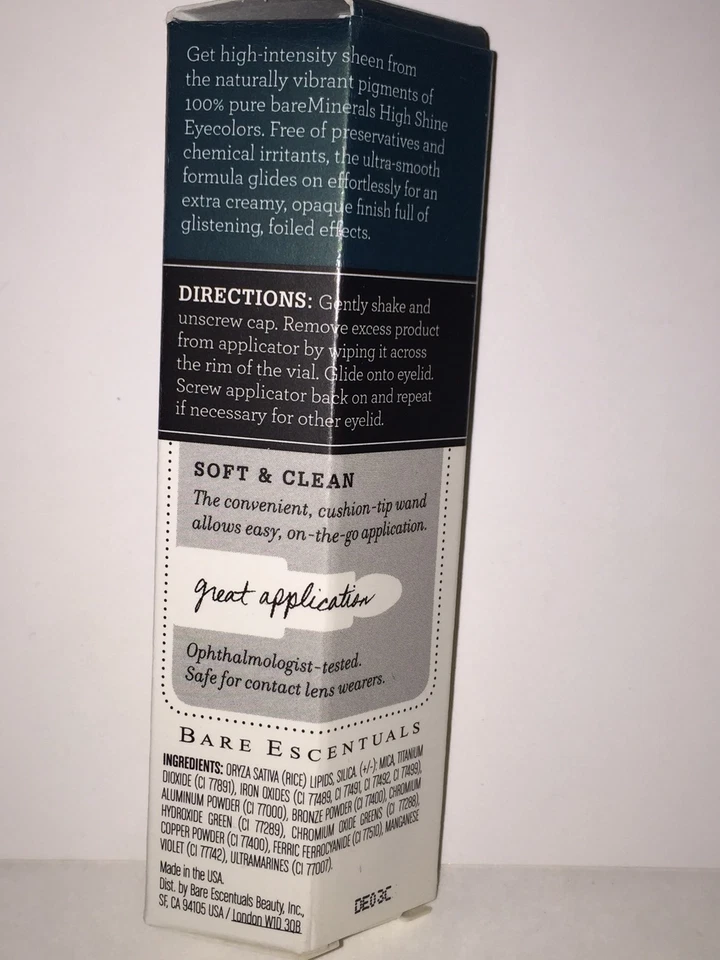 Get high-intensity sheen from
the naturally vibrant pigments of
100% pure bareMinerals High Shine
Eyecolors. Free of preservatives and
chemical irritants, the ultra-smooth
formula glides on effortlessly for an
extra creamy, opaque finish full of
glistening, foiled effects.
DIRECTIONS: Gently shake and
unscrew cap. Remove excess product
from applicator by wiping it across
the rim of the vial. Glide onto eyelid.
Screw applicator back on and repeat
if necessary for other eyelid.
SOFT & CLEAN
The convenient, cushion-tip wand
allows easy, on-the-go application.
great application
Ophthalmologist-tested.
Safe for contact lens wearers.
BARE ESCENTUALS
INGREDIENTS: ORYZA SATIVA (RICE) LIPIDS, SILICA. (+/-): MICA, TITANIUM
DIOXIDE (CI 77891), IRON OXIDES (CI 77489, CI 77491, CI 77492, CI 77499),
ALUMINUM POWDER (CI 77000), BRONZE POWDER (CI 77400), CHROMIUM
HYDROXIDE GREEN (CI 77289), CHROMIUM OXIDE GREENS (CI 77288),
COPPER POWDER (CI 77400), FERRIC FERROCYANIDE (CI 77510), MANGANESE
VIOLET (CI 77742), ULTRAMARINES (CI 77007).
Made in the USA.
Dist. by Bare Escentuals Beauty, Inc.,
SF, CA 94105 USA / London W1D 3QB
DE03C